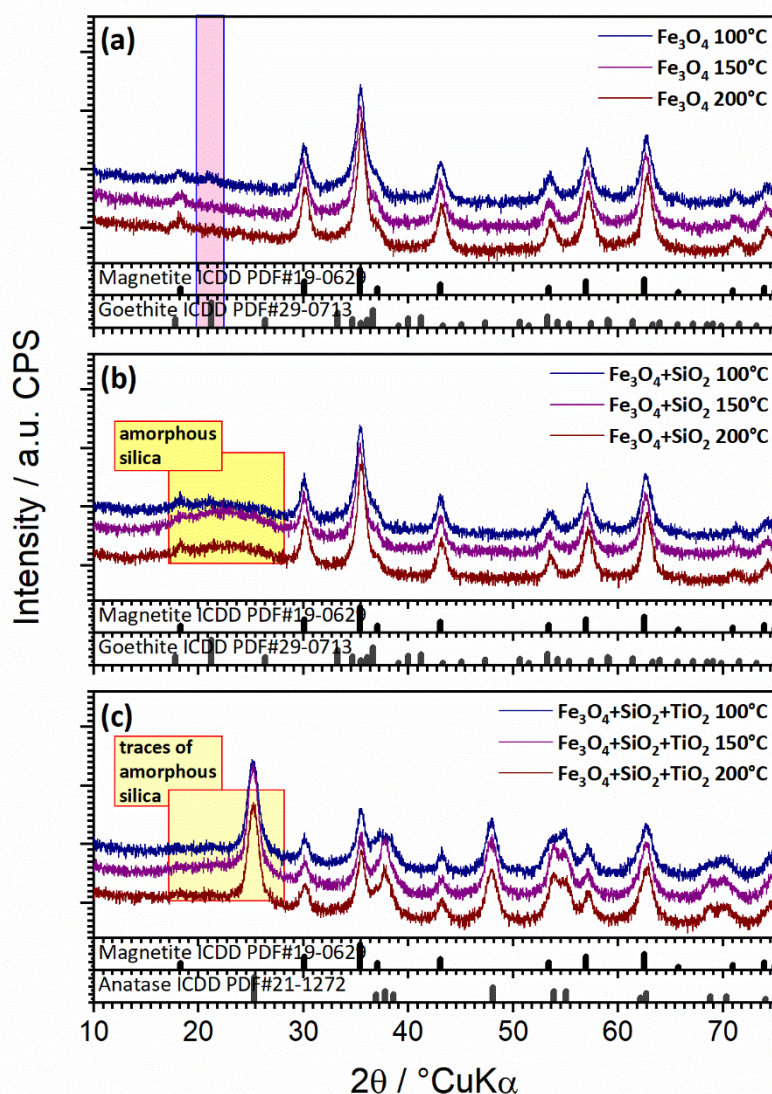 Intensity / a.u. CPS
(a)
Fe₃O₄ 100°C
Fe₃O₄ 150°C
Fe₃O₄ 200°C
Magnetite ICDD PDF#19-0629
Goethite ICDD PDF#29-0713
(b)
Fe₃O₄+SiO₂ 100°C
Fe₃O₄+SiO₂ 150°C
Fe₃O₄+SiO₂ 200°C
amorphous
silica
Magnetite ICDD PDF#19-0629
Goethite ICDD PDF#29-0713
(c)
Fe₃O₄+SiO₂+TiO₂ 100°C
Fe₃O₄+SiO₂+TiO₂ 150°C
Fe₃O₄+SiO₂+TiO₂ 200°C
traces of
amorphous
silica
Magnetite ICDD PDF#19-0629
Anatase ICDD PDF#21-1272
10 20 30 40 50 60 70
2θ / °CuKα